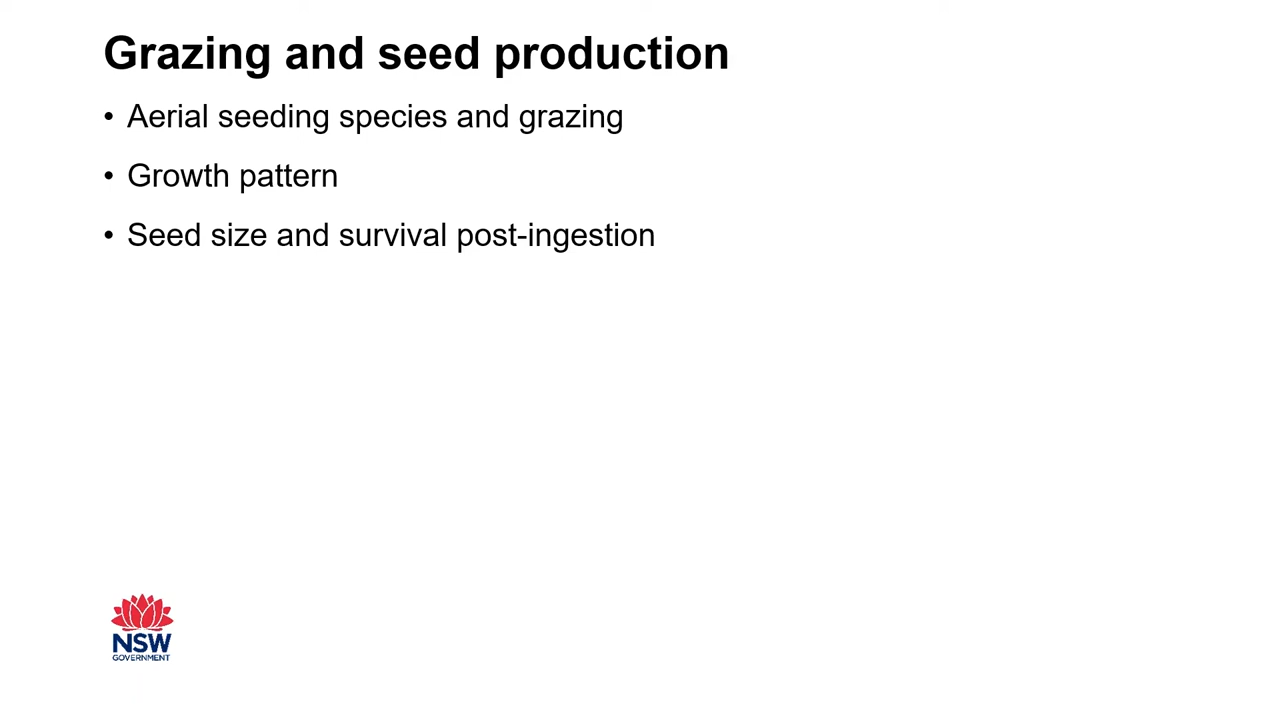 Grazing and seed production
• Aerial seeding species and grazing
• Growth pattern
• Seed size and survival post-ingestion
NSW
GOVERNMENT